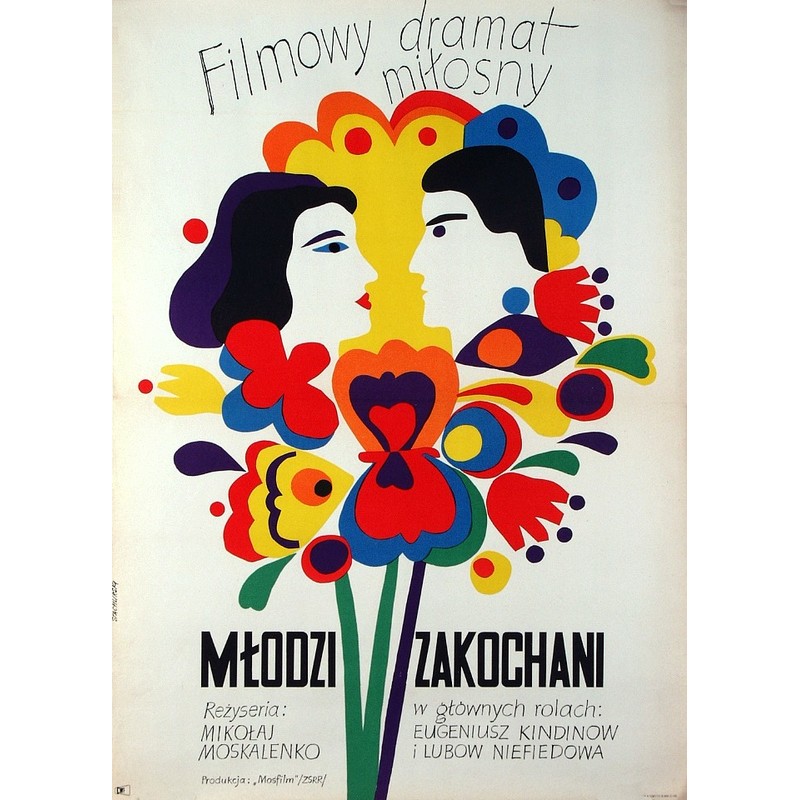 Filmowy dramat
miłosny
MŁODZI ZAKOCHANI
Reżyseria:
MIKOŁAJ
MOSKALENKO
w głównych rolach:
EUGENIUSZ KINDINOW
i LUBOW NIEFIEDOWA
Produkcja: „Mosfilm”/ZSRR/